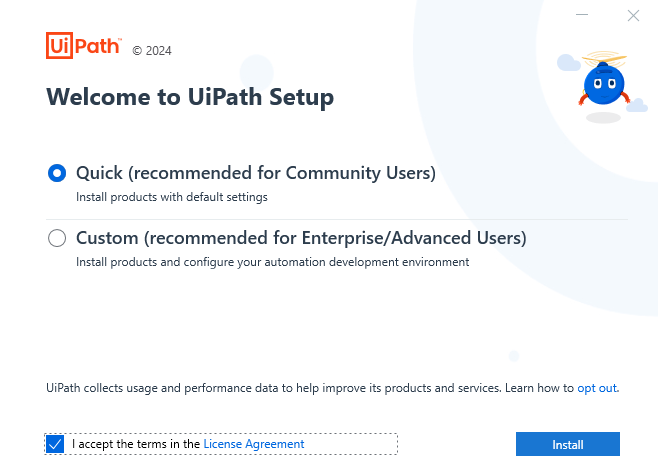 UiPath™ © 2024
Welcome to UiPath Setup
Quick (recommended for Community Users)
Install products with default settings
Custom (recommended for Enterprise/Advanced Users)
Install products and configure your automation development environment
UiPath collects usage and performance data to help improve its products and services. Learn how to opt out.
I accept the terms in the License Agreement
Install